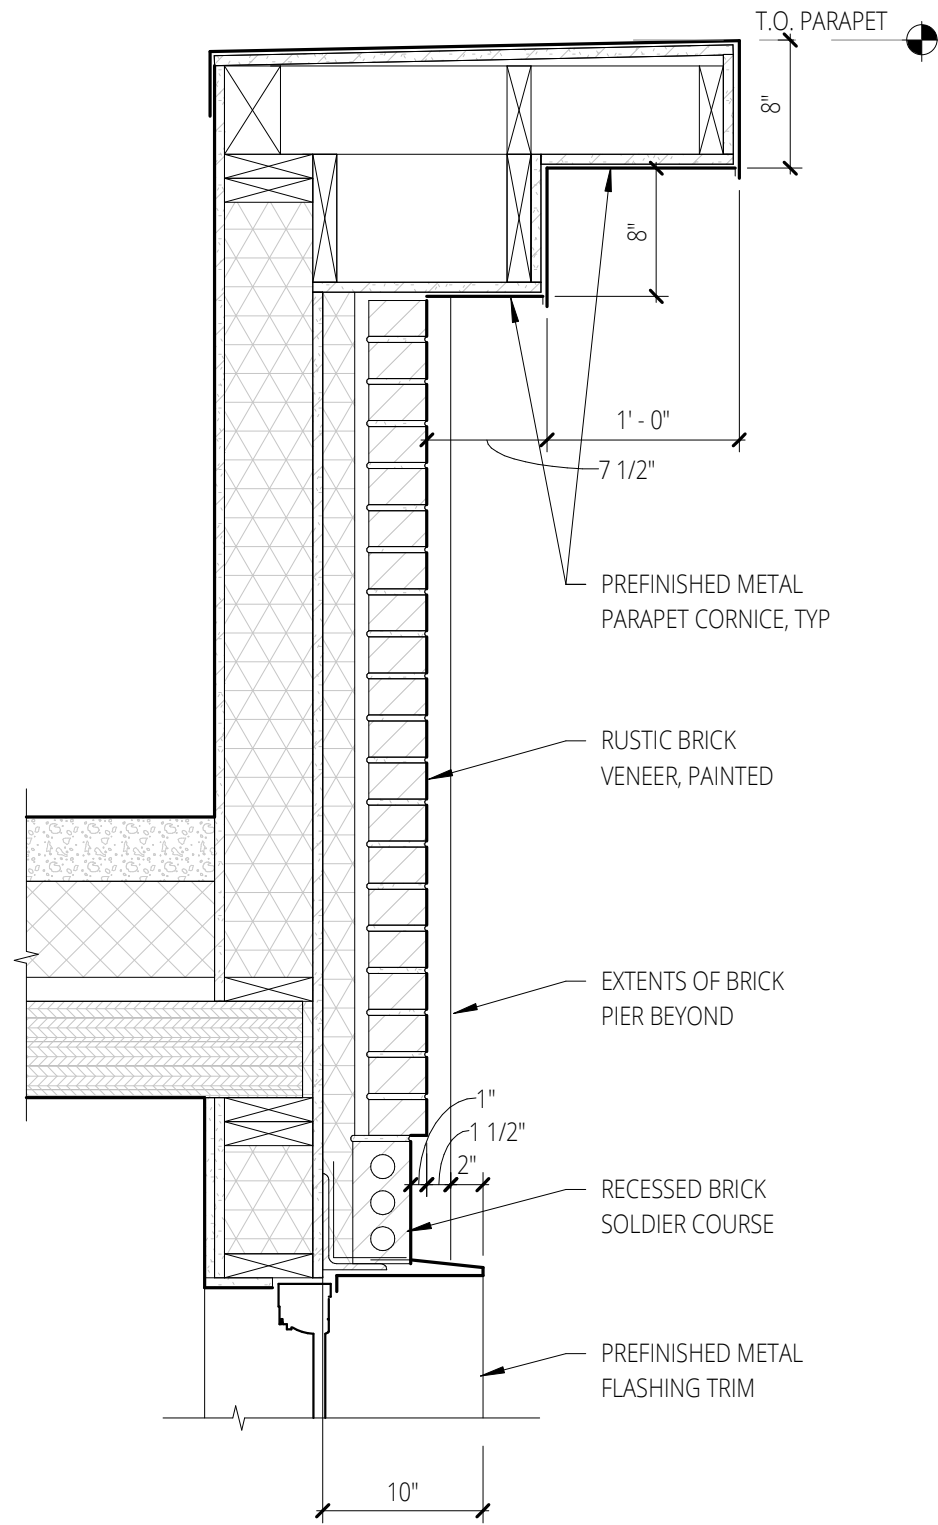 T.O. PARAPET
8"
8"
1' - 0"
7 1/2"
PREFINISHED METAL
PARAPET CORNICE, TYP
RUSTIC BRICK
VENEER, PAINTED
EXTENTS OF BRICK
PIER BEYOND
1"
1 1/2"
2"
RECESSED BRICK
SOLDIER COURSE
PREFINISHED METAL
FLASHING TRIM
10"